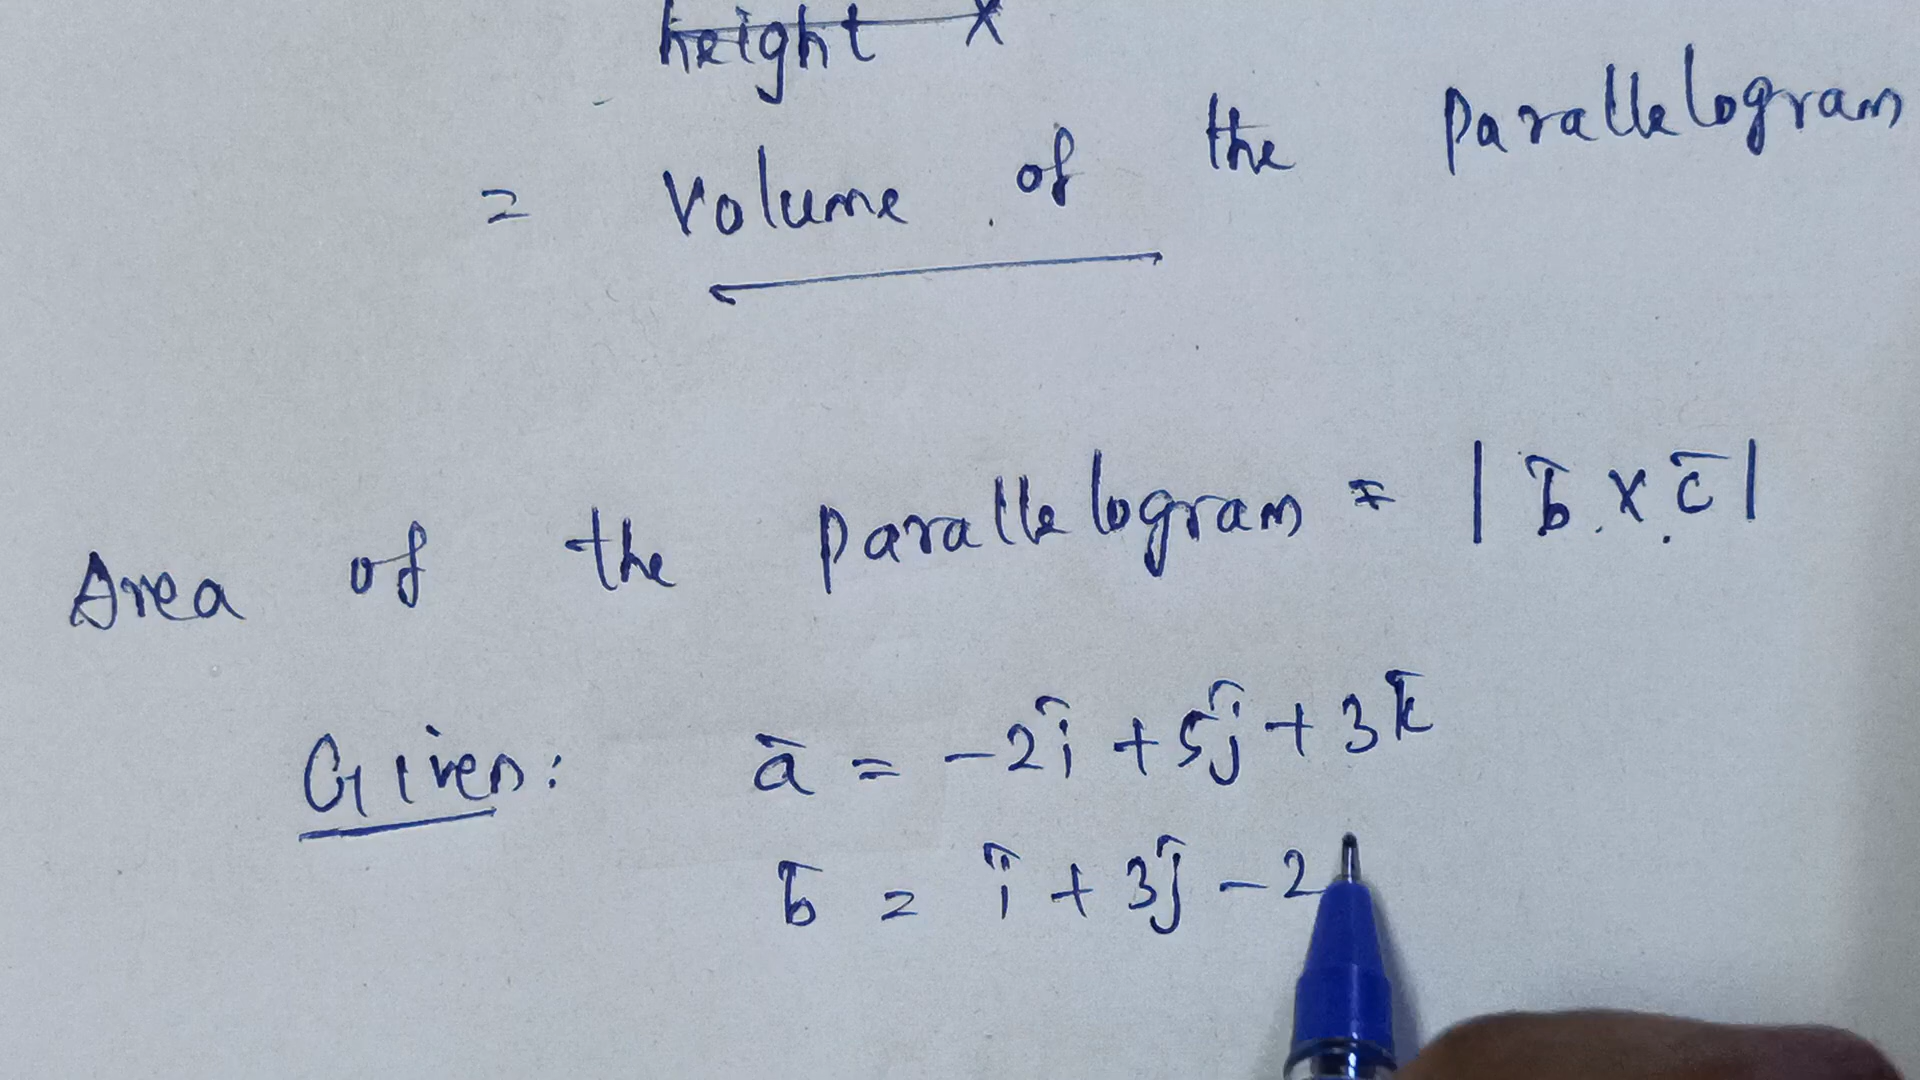 height ×
= Volume of the parallelogram
Area of the parallelogram = | b̄ × c̄ |
Given: ā = -2î + 5ĵ + 3k̄
b̄ = î + 3ĵ - 2